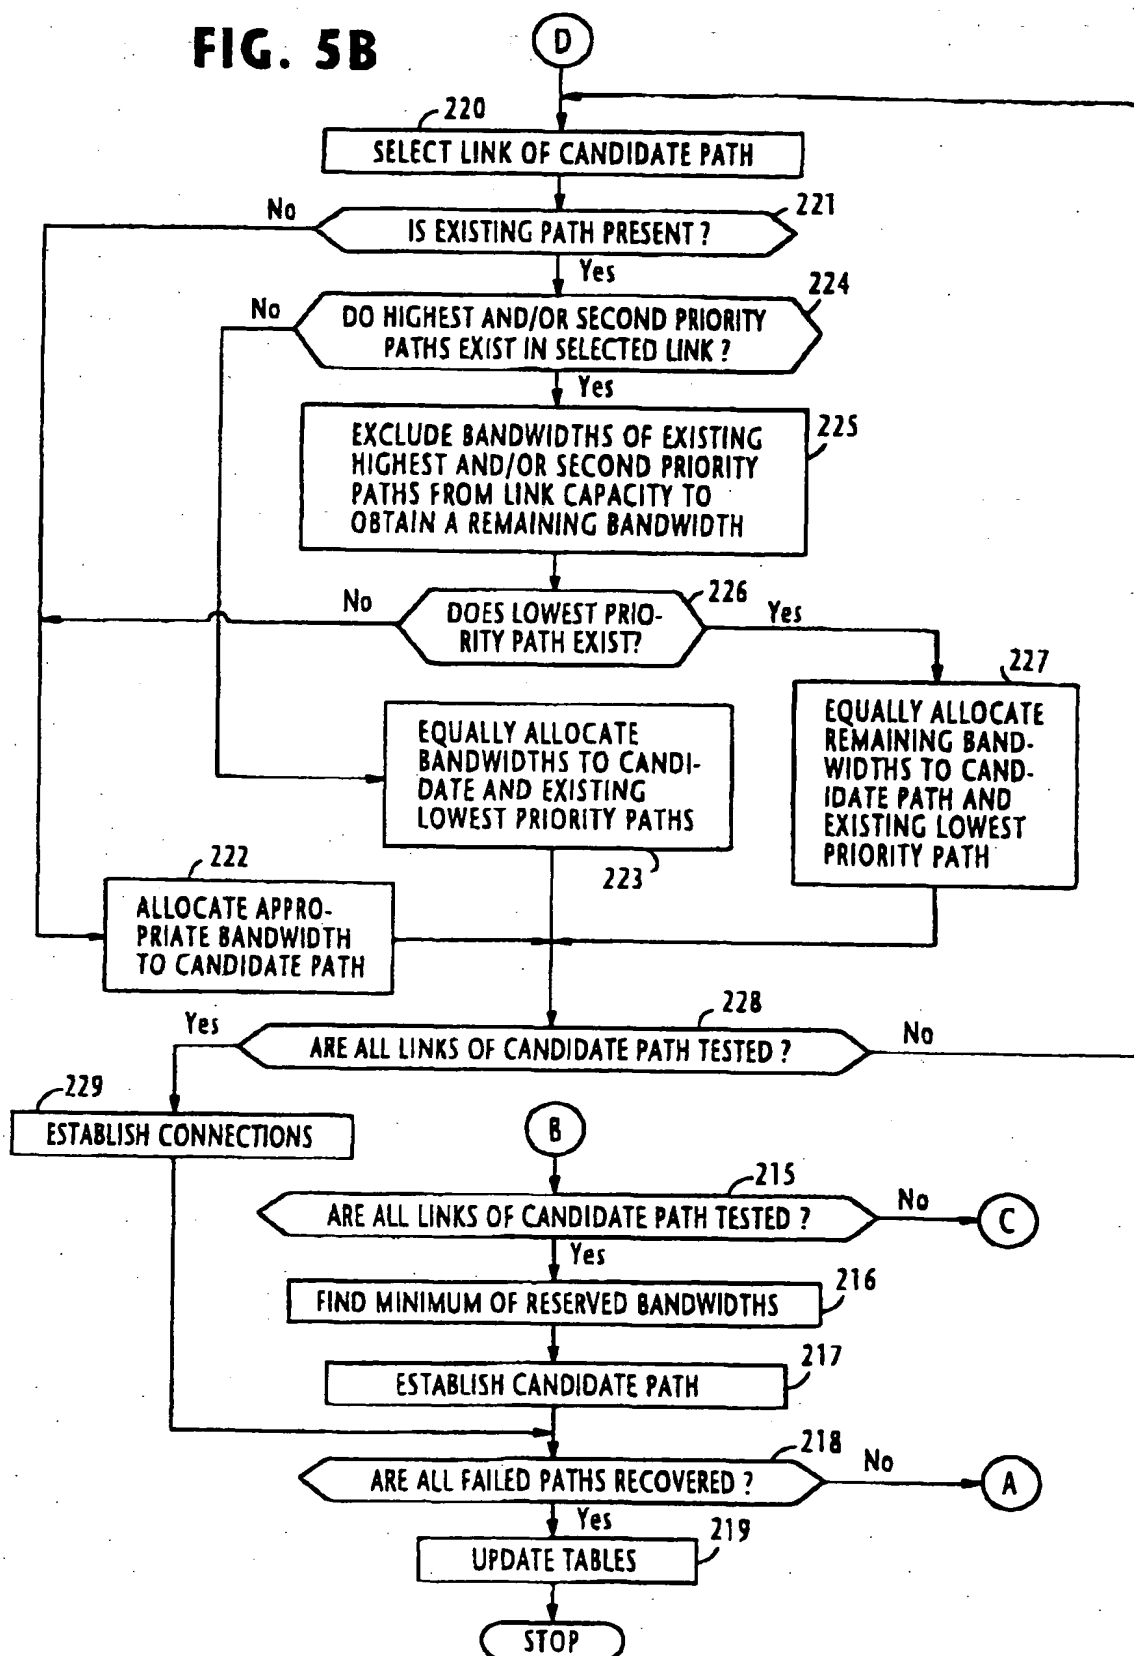 FIG. 5B
D
220
SELECT LINK OF CANDIDATE PATH
No
221
IS EXISTING PATH PRESENT ?
Yes
224
No
DO HIGHEST AND/OR SECOND PRIORITY
PATHS EXIST IN SELECTED LINK ?
Yes
225
EXCLUDE BANDWIDTHS OF EXISTING
HIGHEST AND/OR SECOND PRIORITY
PATHS FROM LINK CAPACITY TO
OBTAIN A REMAINING BANDWIDTH
No
226
DOES LOWEST PRIO-
RITY PATH EXIST?
Yes
227
EQUALLY ALLOCATE
REMAINING BAND-
WIDTHS TO CAND-
IDATE PATH AND
EXISTING LOWEST
PRIORITY PATH
EQUALLY ALLOCATE
BANDWIDTHS TO CANDI-
DATE AND EXISTING
LOWEST PRIORITY PATHS
223
222
ALLOCATE APPRO-
PRIATE BANDWIDTH
TO CANDIDATE PATH
228
Yes
ARE ALL LINKS OF CANDIDATE PATH TESTED ?
No
229
ESTABLISH CONNECTIONS
B
215
ARE ALL LINKS OF CANDIDATE PATH TESTED ?
No
C
Yes
216
FIND MINIMUM OF RESERVED BANDWIDTHS
217
ESTABLISH CANDIDATE PATH
218
ARE ALL FAILED PATHS RECOVERED ?
No
A
Yes
219
UPDATE TABLES
STOP